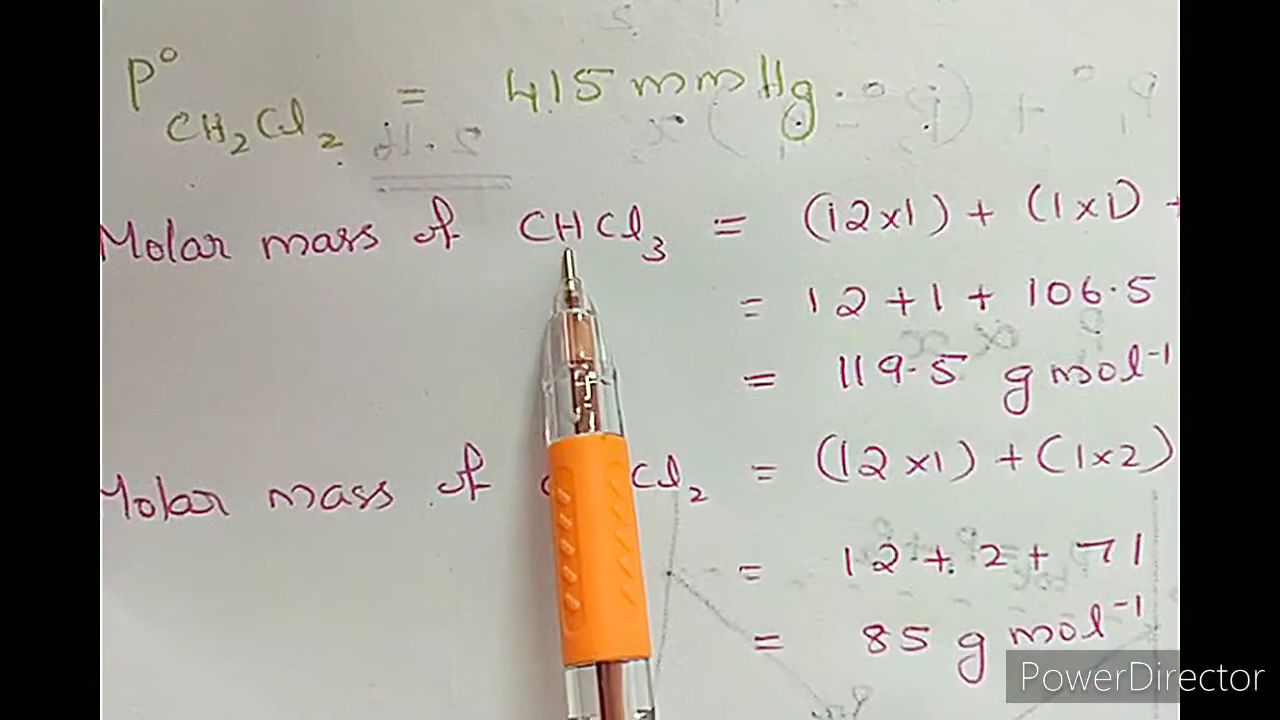 P° CH₂Cl₂ = 415 mmHg.
Molar mass of CHCl₃ = (12×1) + (1×1) +
= 12 + 1 + 106.5
= 119.5 g mol⁻¹
Molar mass of Cl₂ = (12×1) + (1×2)
= 12 + 2 + 71
= 85 g mol⁻¹
PowerDirector